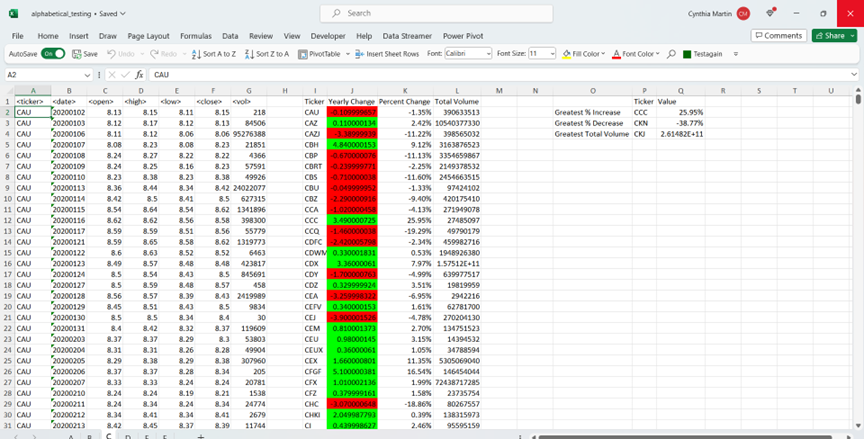 alphabetical_testing • Saved
Search
Cynthia Martin CM
File Home Insert Draw Page Layout Formulas Data Review View Developer Help Data Streamer Power Pivot
Comments Share
AutoSave On Save Undo Redo Sort A to Z Sort Z to A PivotTable Insert Sheet Rows Font: Calibri Font Size: 11 Fill Color Font Color Testagain
A2 fx CAU
A B C D E F G H I J K L M N O P Q R S T U
1 <ticker> <date> <open> <high> <low> <close> <vol> Ticker Yearly Change Percent Change Total Volume Ticker Value
2 CAU 20200102 8.13 8.15 8.11 8.15 218 CAU -0.109999657 -1.35% 390633513 Greatest % Increase CCC 25.95%
3 CAU 20200103 8.12 8.17 8.12 8.13 84506 CAZ 0.110000134 2.42% 10540377330 Greatest % Decrease CKN -38.77%
4 CAU 20200106 8.11 8.12 8.06 8.06 95276388 CAZJ -3.38999939 -11.22% 398565032 Greatest Total Volume CKJ 2.61482E+11
5 CAU 20200107 8.08 8.23 8.08 8.23 21851 CBH 4.840000153 9.12% 3163876523
6 CAU 20200108 8.24 8.27 8.22 8.22 4366 CBP -0.670000076 -11.13% 3354659867
7 CAU 20200109 8.24 8.25 8.16 8.23 57591 CBRT -0.239999771 -2.25% 2149378532
8 CAU 20200110 8.23 8.38 8.23 8.38 49926 CBS -0.710000038 -11.60% 2454663515
9 CAU 20200113 8.36 8.44 8.34 8.42 24022077 CBU -0.049999952 -1.33% 97424102
10 CAU 20200114 8.42 8.5 8.41 8.5 627315 CBZ -2.290000916 -9.40% 420175410
11 CAU 20200115 8.54 8.64 8.54 8.62 1341896 CCA -1.020000458 -4.13% 271949078
12 CAU 20200116 8.62 8.62 8.56 8.58 398300 CCC 3.490000725 25.95% 27485097
13 CAU 20200117 8.59 8.59 8.51 8.56 55779 CCQ -1.460000038 -19.29% 49790179
14 CAU 20200121 8.59 8.65 8.58 8.62 1319773 CDFC -2.420005798 -2.34% 459982716
15 CAU 20200122 8.6 8.63 8.52 8.52 6463 CDWM 0.330001831 0.53% 1948926380
16 CAU 20200123 8.49 8.57 8.48 8.48 423817 CDX 3.36000061 7.97% 1.57512E+11
17 CAU 20200124 8.5 8.54 8.43 8.5 845691 CDY -1.700000763 -4.99% 639977517
18 CAU 20200127 8.5 8.59 8.48 8.57 458 CDZ 0.329999924 3.51% 19819959
19 CAU 20200128 8.56 8.57 8.39 8.43 2419989 CEA -3.259998322 -6.95% 2942216
20 CAU 20200129 8.45 8.51 8.43 8.5 9834 CEFV 0.340000153 1.61% 62781700
21 CAU 20200130 8.5 8.5 8.34 8.4 30 CEJ -3.900001526 -4.78% 270204130
22 CAU 20200131 8.4 8.42 8.32 8.37 119609 CEM 0.810001373 2.70% 134751523
23 CAU 20200203 8.37 8.37 8.29 8.3 53803 CEU 0.98000145 3.15% 14394532
24 CAU 20200204 8.31 8.31 8.26 8.28 49904 CEUX 0.36000061 1.05% 34788594
25 CAU 20200205 8.29 8.38 8.29 8.38 307960 CEX 1.660000801 11.35% 5305069040
26 CAU 20200206 8.37 8.37 8.28 8.34 205 CFGF 5.100000381 16.54% 146454044
27 CAU 20200207 8.33 8.33 8.24 8.24 20781 CFX 1.010002136 1.99% 72438717285
28 CAU 20200210 8.24 8.24 8.19 8.21 1538 CFZ 0.379999161 1.58% 23735754
29 CAU 20200211 8.24 8.34 8.24 8.34 24774 CHC -3.070000648 -18.86% 80267557
30 CAU 20200212 8.34 8.41 8.34 8.41 2679 CHKI 2.049987793 0.39% 138315973
31 CAU 20200213 8.42 8.45 8.37 8.39 11744 CI 0.439998627 2.46% 95595159
A B C D E F +